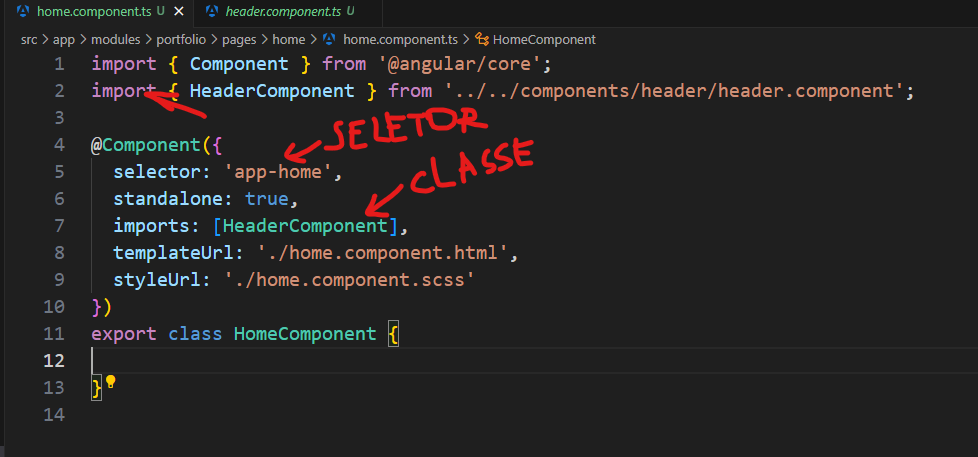 home.component.ts U
header.component.ts U
src > app > modules > portfolio > pages > home > home.component.ts > HomeComponent
1 import { Component } from '@angular/core';
2 import { HeaderComponent } from '../../components/header/header.component';
3
SELETOR
4 @Component({
5 selector: 'app-home',
CLASSE
6 standalone: true,
7 imports: [HeaderComponent],
8 templateUrl: './home.component.html',
9 styleUrl: './home.component.scss'
10 })
11 export class HomeComponent {
12
13 }
14